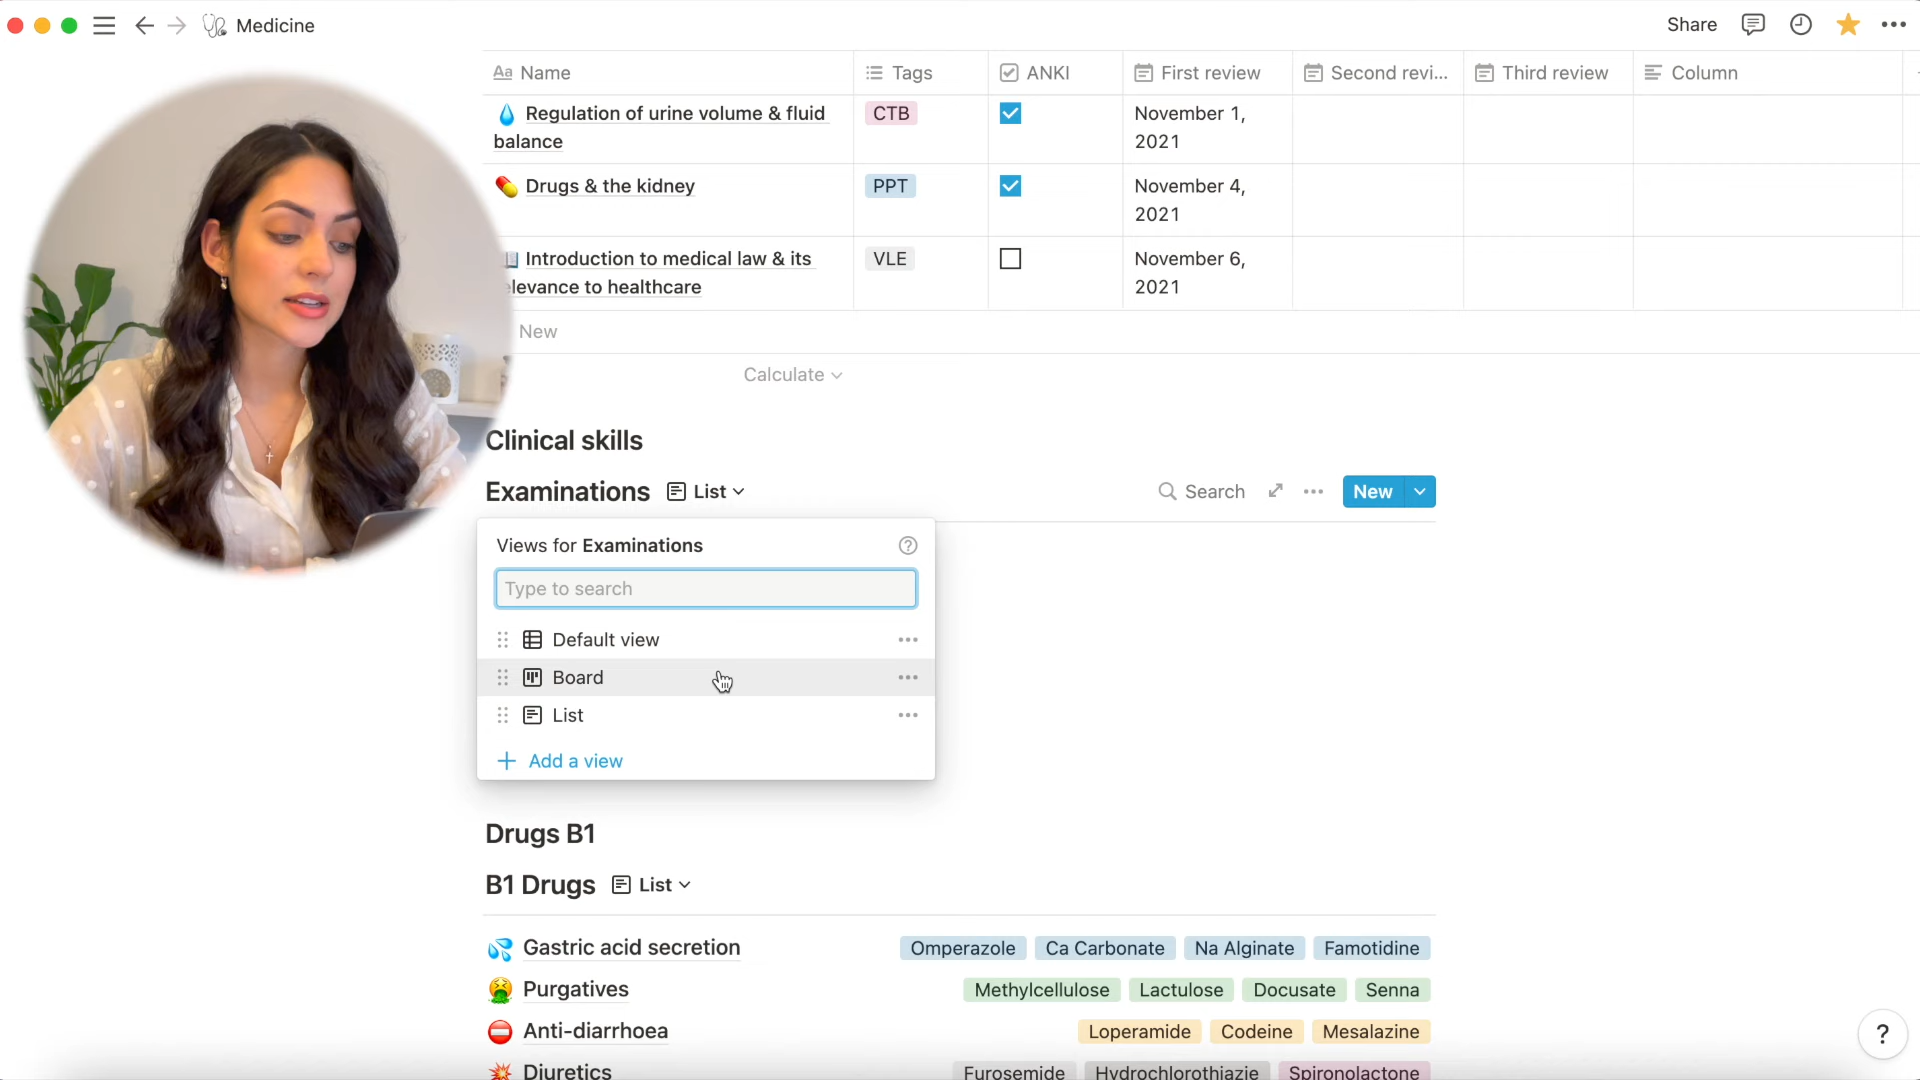 Medicine
Share
Aa Name Tags ANKI First review Second revi... Third review Column
Regulation of urine volume & fluid CTB November 1,
balance 2021
Drugs & the kidney PPT November 4,
2021
Introduction to medical law & its VLE November 6,
levance to healthcare 2021
New
Calculate
Clinical skills
Examinations List Search New
Views for Examinations
Type to search
Default view
Board
List
+ Add a view
Drugs B1
B1 Drugs List
Gastric acid secretion Omperazole Ca Carbonate Na Alginate Famotidine
Purgatives Methylcellulose Lactulose Docusate Senna
Anti-diarrhoea Loperamide Codeine Mesalazine
?
Diuretics Furosemide Hydrochlorothiazie Spironolactone